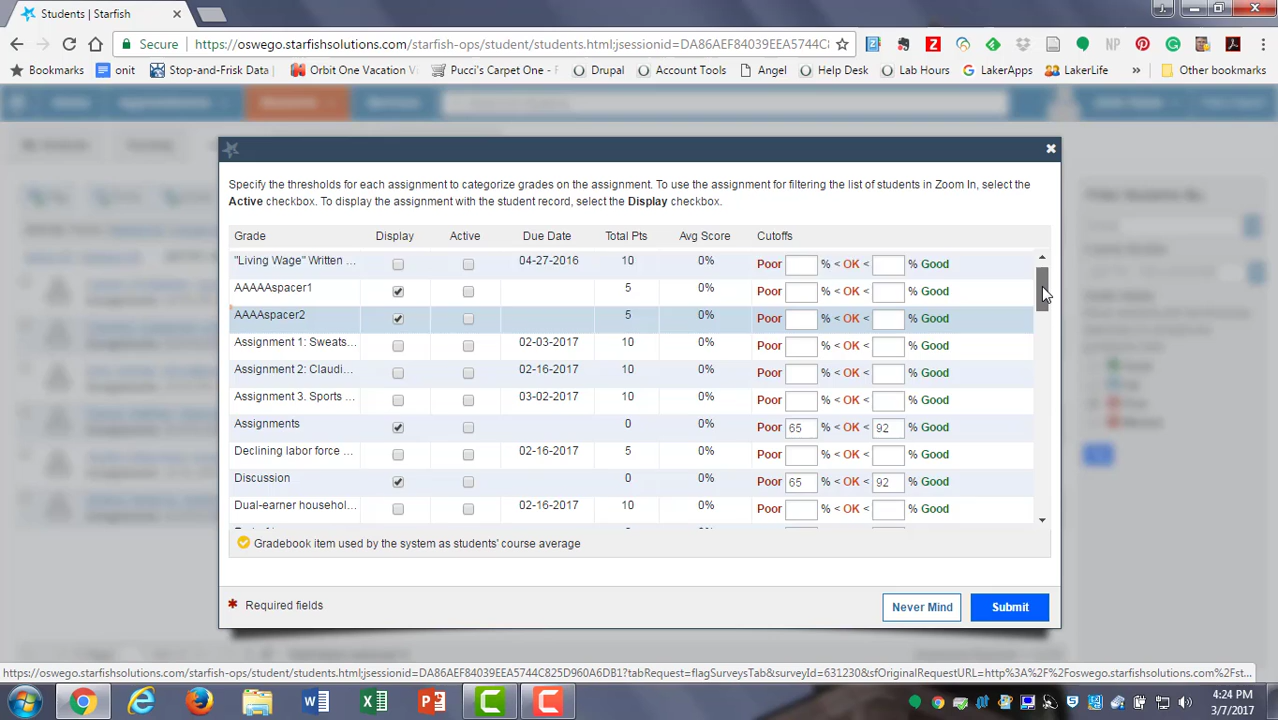 Students | Starfish
Secure | https://oswego.starfishsolutions.com/starfish-ops/student/students.html;jsessionid=DA86AEF84039EEA5744C8
Bookmarks onit Stop-and-Frisk Data | Orbit One Vacation Vi Pucci's Carpet One - F Drupal Account Tools Angel Help Desk Lab Hours LakerApps LakerLife » Other bookmarks
Specify the thresholds for each assignment to categorize grades on the assignment. To use the assignment for filtering the list of students in Zoom In, select the
Active checkbox. To display the assignment with the student record, select the Display checkbox.
Grade Display Active Due Date Total Pts Avg Score Cutoffs
"Living Wage" Written ... 04-27-2016 10 0% Poor % < OK < % Good
AAAAAspacer1 5 0% Poor % < OK < % Good
AAAAspacer2 5 0% Poor % < OK < % Good
Assignment 1: Sweats... 02-03-2017 10 0% Poor % < OK < % Good
Assignment 2: Claudi... 02-16-2017 10 0% Poor % < OK < % Good
Assignment 3. Sports ... 03-02-2017 10 0% Poor % < OK < % Good
Assignments 0 0% Poor 65 % < OK < 92 % Good
Declining labor force ... 02-16-2017 5 0% Poor % < OK < % Good
Discussion 0 0% Poor 65 % < OK < 92 % Good
Dual-earner househol... 02-16-2017 10 0% Poor % < OK < % Good
Gradebook item used by the system as students' course average
* Required fields Never Mind Submit
https://oswego.starfishsolutions.com/starfish-ops/student/students.html;jsessionid=DA86AEF84039EEA5744C825D960A6DB1?tabRequest=flagSurveysTab&surveyId=631230&sfOriginalRequestURL=http%3A%2F%2Foswego.starfishsolutions.com%2Fst...
4:24 PM
3/7/2017